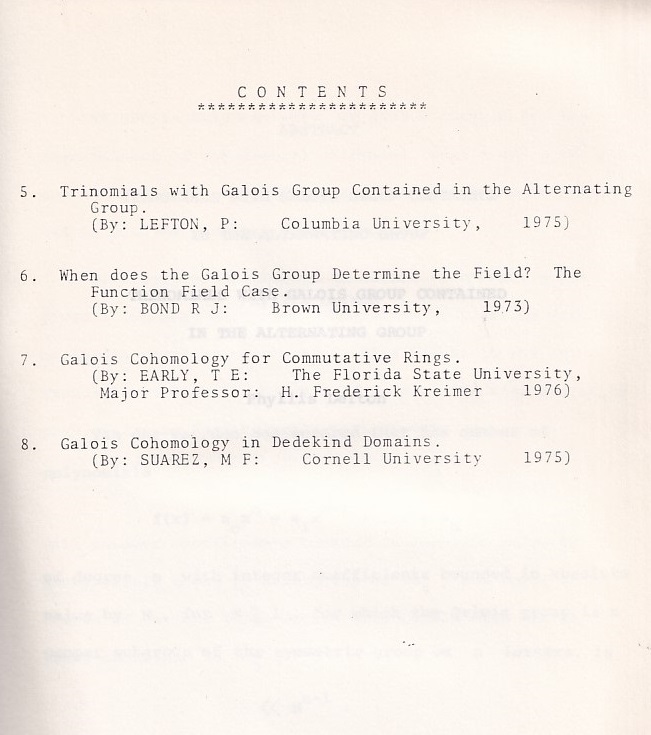 C O N T E N T S
***********************
5. Trinomials with Galois Group Contained in the Alternating
Group.
(By: LEFTON, P: Columbia University, 1975)
6. When does the Galois Group Determine the Field? The
Function Field Case.
(By: BOND R J: Brown University, 1973)
7. Galois Cohomology for Commutative Rings.
(By: EARLY, T E: The Florida State University,
Major Professor: H. Frederick Kreimer 1976)
8. Galois Cohomology in Dedekind Domains.
(By: SUAREZ, M F: Cornell University 1975)